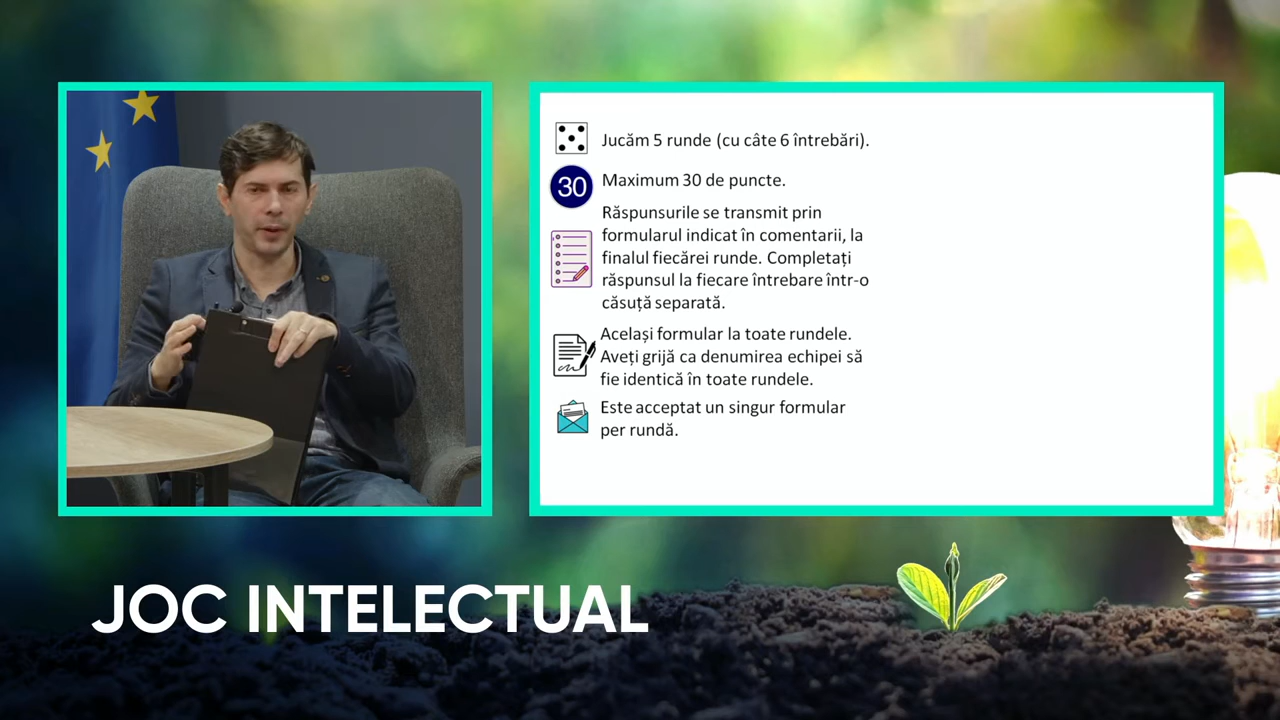 Jucăm 5 runde (cu câte 6 întrebări).
30
Maximum 30 de puncte.
Răspunsurile se transmit prin
formularul indicat în comentarii, la
finalul fiecărei runde. Completați
răspunsul la fiecare întrebare într-o
căsuță separată.
Același formular la toate rundele.
Aveți grijă ca denumirea echipei să
fie identică în toate rundele.
Este acceptat un singur formular
per rundă.
JOC INTELECTUAL